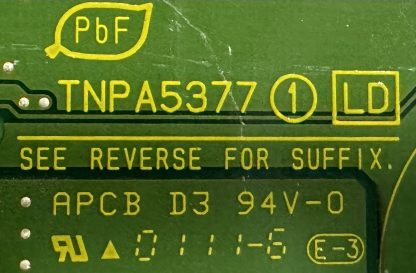 PbF
TNPA5377 1 LD
SEE REVERSE FOR SUFFIX.
APCB D3 94V-0
0111-6 E-3